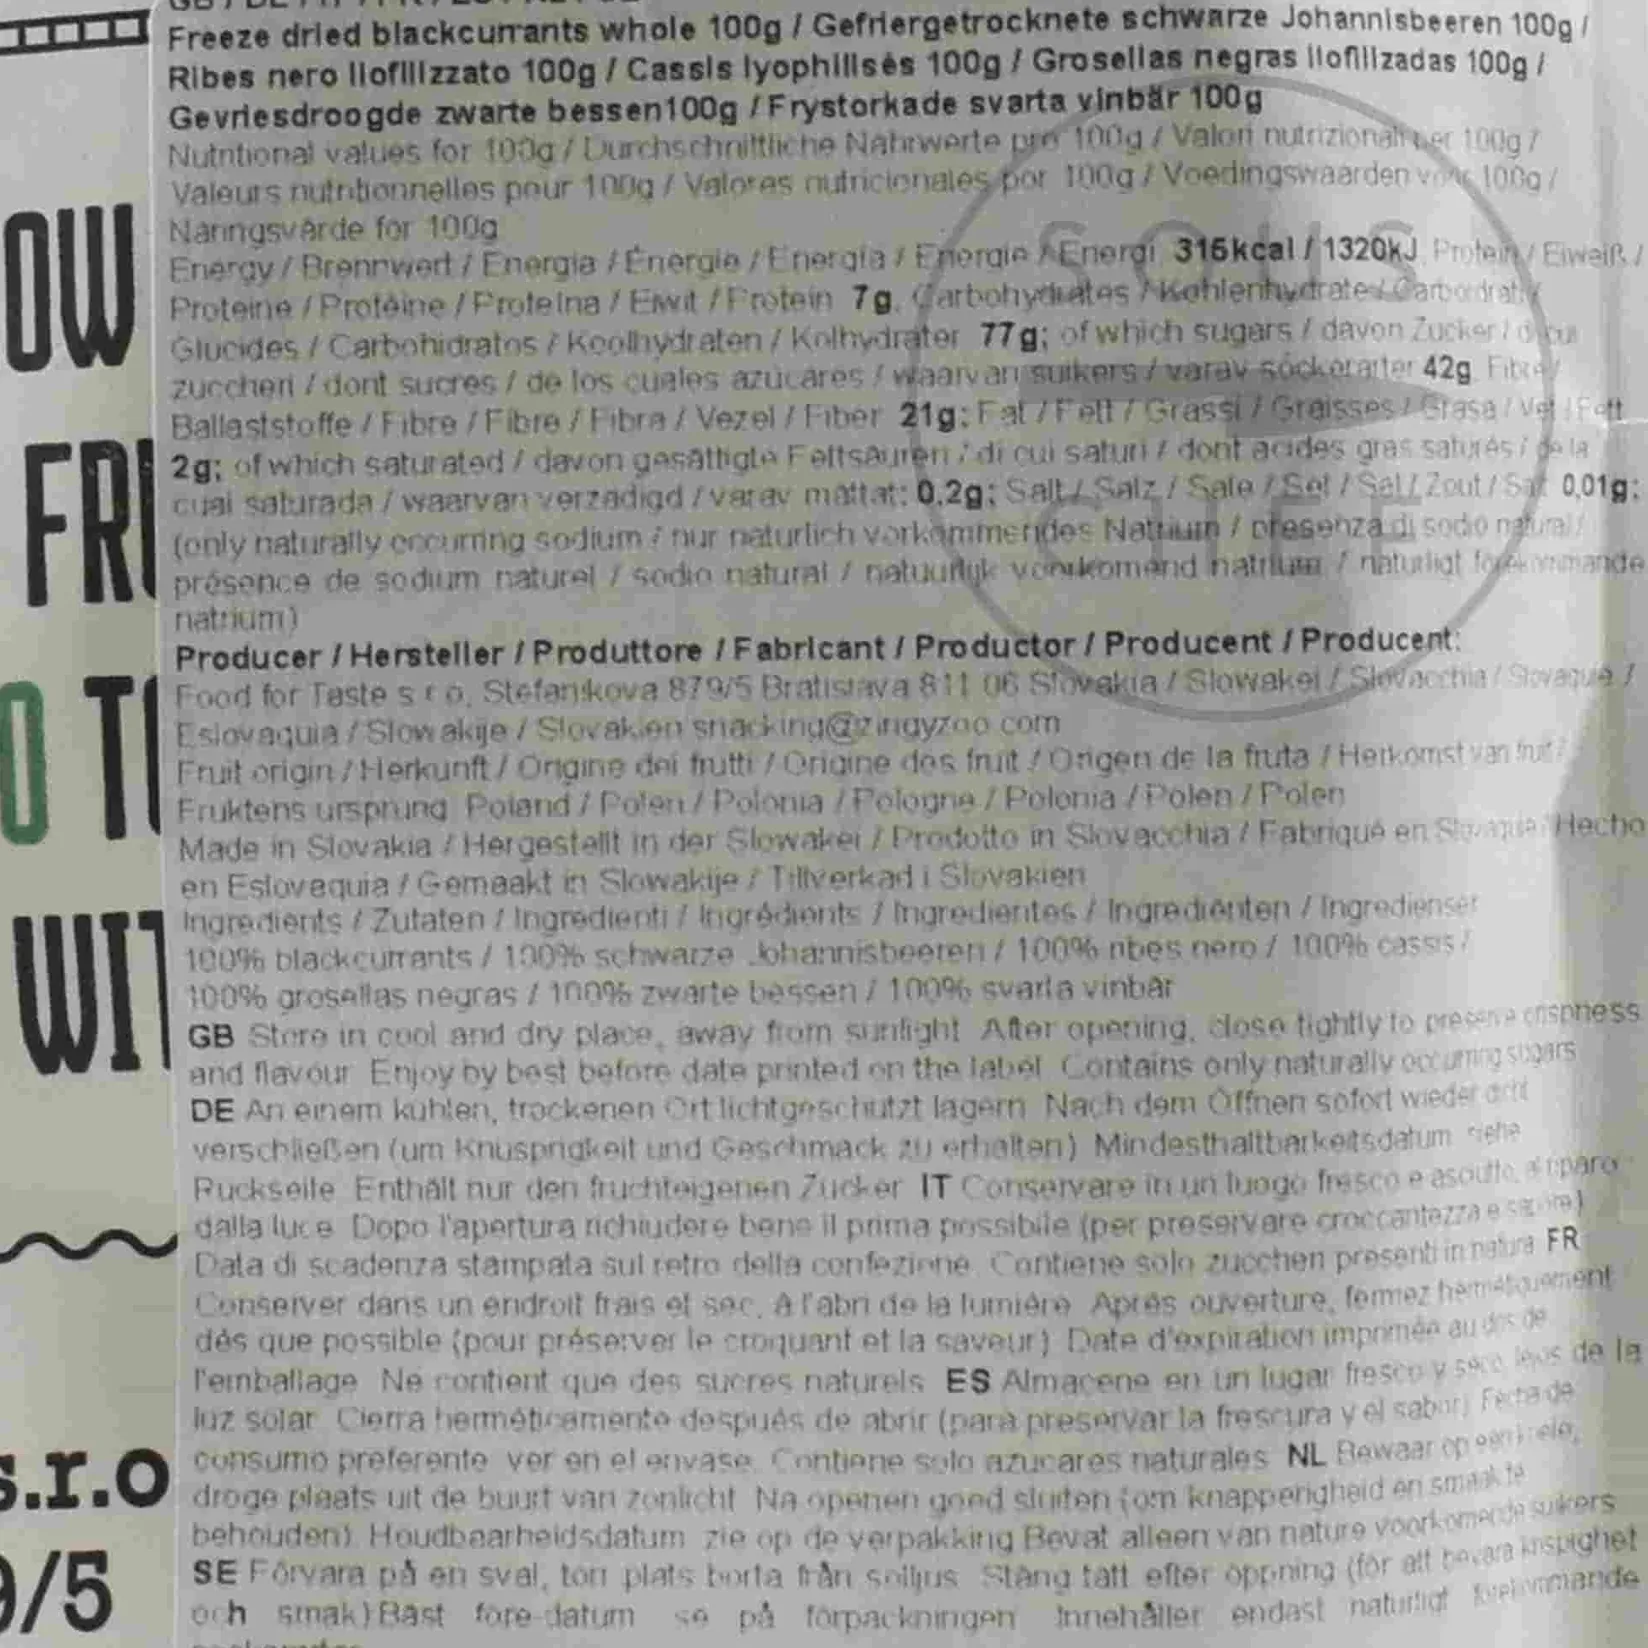 Freeze dried blackcurrants whole 100g / Gefriergetrocknete schwarze Johannisbeeren 100g /
Ribes nero liofilizzato 100g / Cassis lyophilisés 100g / Grosellas negras liofilizadas 100g /
Gevriesdroogde zwarte bessen100g / Frystorkade svarta vinbär 100g
Nutritional values for 100g / Durchschnittliche Nahrwerte pro 100g / Valori nutrizionali per 100g /
Valeurs nutritionnelles pour 100g / Valores nutricionales por 100g / Voedingswaarden voor 100g /
Näringsvärde för 100g
Energy / Brennwert / Energia / Énergie / Energía / Energie / Energi 316kcal / 1320kJ Protein / Eiweiß /
Proteine / Protéine / Proteína / Eiwit / Protein 7g. Carbohydrates / Kohlenhydrate / Carboidrati /
Glucides / Carbohidratos / Koolhydraten / Kolhydrater 77g; of which sugars / davon Zucker / di cui
zuccheri / dont sucres / de los cuales azúcares / waarvan suikers / varav sockerarter 42g Fibre /
Ballaststoffe / Fibre / Fibre / Fibra / Vezel / Fiber 21g; Fat / Fett / Grassi / Graisses / Grasa / Vet / Fett
2g; of which saturated / davon gesättigte Fettsäuren / di cui saturi / dont acides gras saturés / de la
cual saturada / waarvan verzadigd / varav mättat: 0.2g; Salt / Salz / Sale / Sel / Sal / Zout / Salt 0,01g;
(only naturally occurring sodium / nur naturlich vorkommendes Natrium / presenza di sodio natural /
présence de sodium naturel / sodio natural / natuurlijk voorkomend natrium / naturligt förekommande
natrium)
Producer / Hersteller / Produttore / Fabricant / Productor / Producent / Producent:
Food for Taste s r o, Stefanikova 879/5 Bratislava 811 06 Slovakia / Slowakei / Slovacchia / Slovaquie /
Eslovaquia / Slowakije / Slovakien snacking@zingyzoo com
Fruit origin / Herkunft / Origine dei frutti / Origine des fruit / Origen de la fruta / Herkomst van fruit /
Fruktens ursprung Poland / Polen / Polonia / Pologne / Polonia / Polen / Polen
Made in Slovakia / Hergestellt in der Slowakei / Prodotto in Slovacchia / Fabriqué en Slovaquie / Hecho
en Eslovaquia / Gemaakt in Slowakije / Tillverkad i Slovakien
Ingredients / Zutaten / Ingredienti / Ingrédients / Ingredientes / Ingrediënten / Ingredienser
100% blackcurrants / 100% schwarze Johannisbeeren / 100% ribes nero / 100% cassis /
100% grosellas negras / 100% zwarte bessen / 100% svarta vinbär
GB Store in cool and dry place, away from sunlight After opening, close tightly to preserve crispness
and flavour Enjoy by best before date printed on the label Contains only naturally occurring sugars
DE An einem kühlen, trockenen Ort lichtgeschützt lagern Nach dem Öffnen sofort wieder dicht
verschließen (um Knusprigkeit und Geschmack zu erhalten) Mindesthaltbarkeitsdatum siehe
Ruckseite Enthält nur den fruchteigenen Zucker IT Conservare in un luogo fresco e asciutto, al riparo
dalla luce Dopo l'apertura richiudere bene il prima possibile (per preservare croccantezza e sapore)
Data di scadenza stampata sul retro della confezione Contiene solo zuccheri presenti in natura FR
Conserver dans un endroit frais et sec, à l'abri de la lumière Après ouverture, fermez hermétiquement
dès que possible (pour préserver le croquant et la saveur) Date d'expiration imprimée au dos de
l'emballage Ne contient que des sucres naturels ES Almacene en un lugar fresco y seco lejos de la
luz solar Cierra herméticamente después de abrir (para preservar la frescura y el sabor) Fecha de
consumo preferente ver en el envase. Contiene solo azucares naturales NL Bewaar op een koele,
droge plaats uit de buurt van zonlicht Na openen goed sluiten (om knapperigheid en smaak te
behouden) Houdbaarheidsdatum zie op de verpakking Bevat alleen van nature voorkomende suikers
SE Förvara på en sval, torr plats borta från solljus Stäng tätt efter öppning (för att bevara krispighet
och smak) Bäst före-datum se på förpackningen Innehåller endast naturligt förekommande
OW
FRU
TO
WIT
s.r.o
9/5
SOUS
CHEF